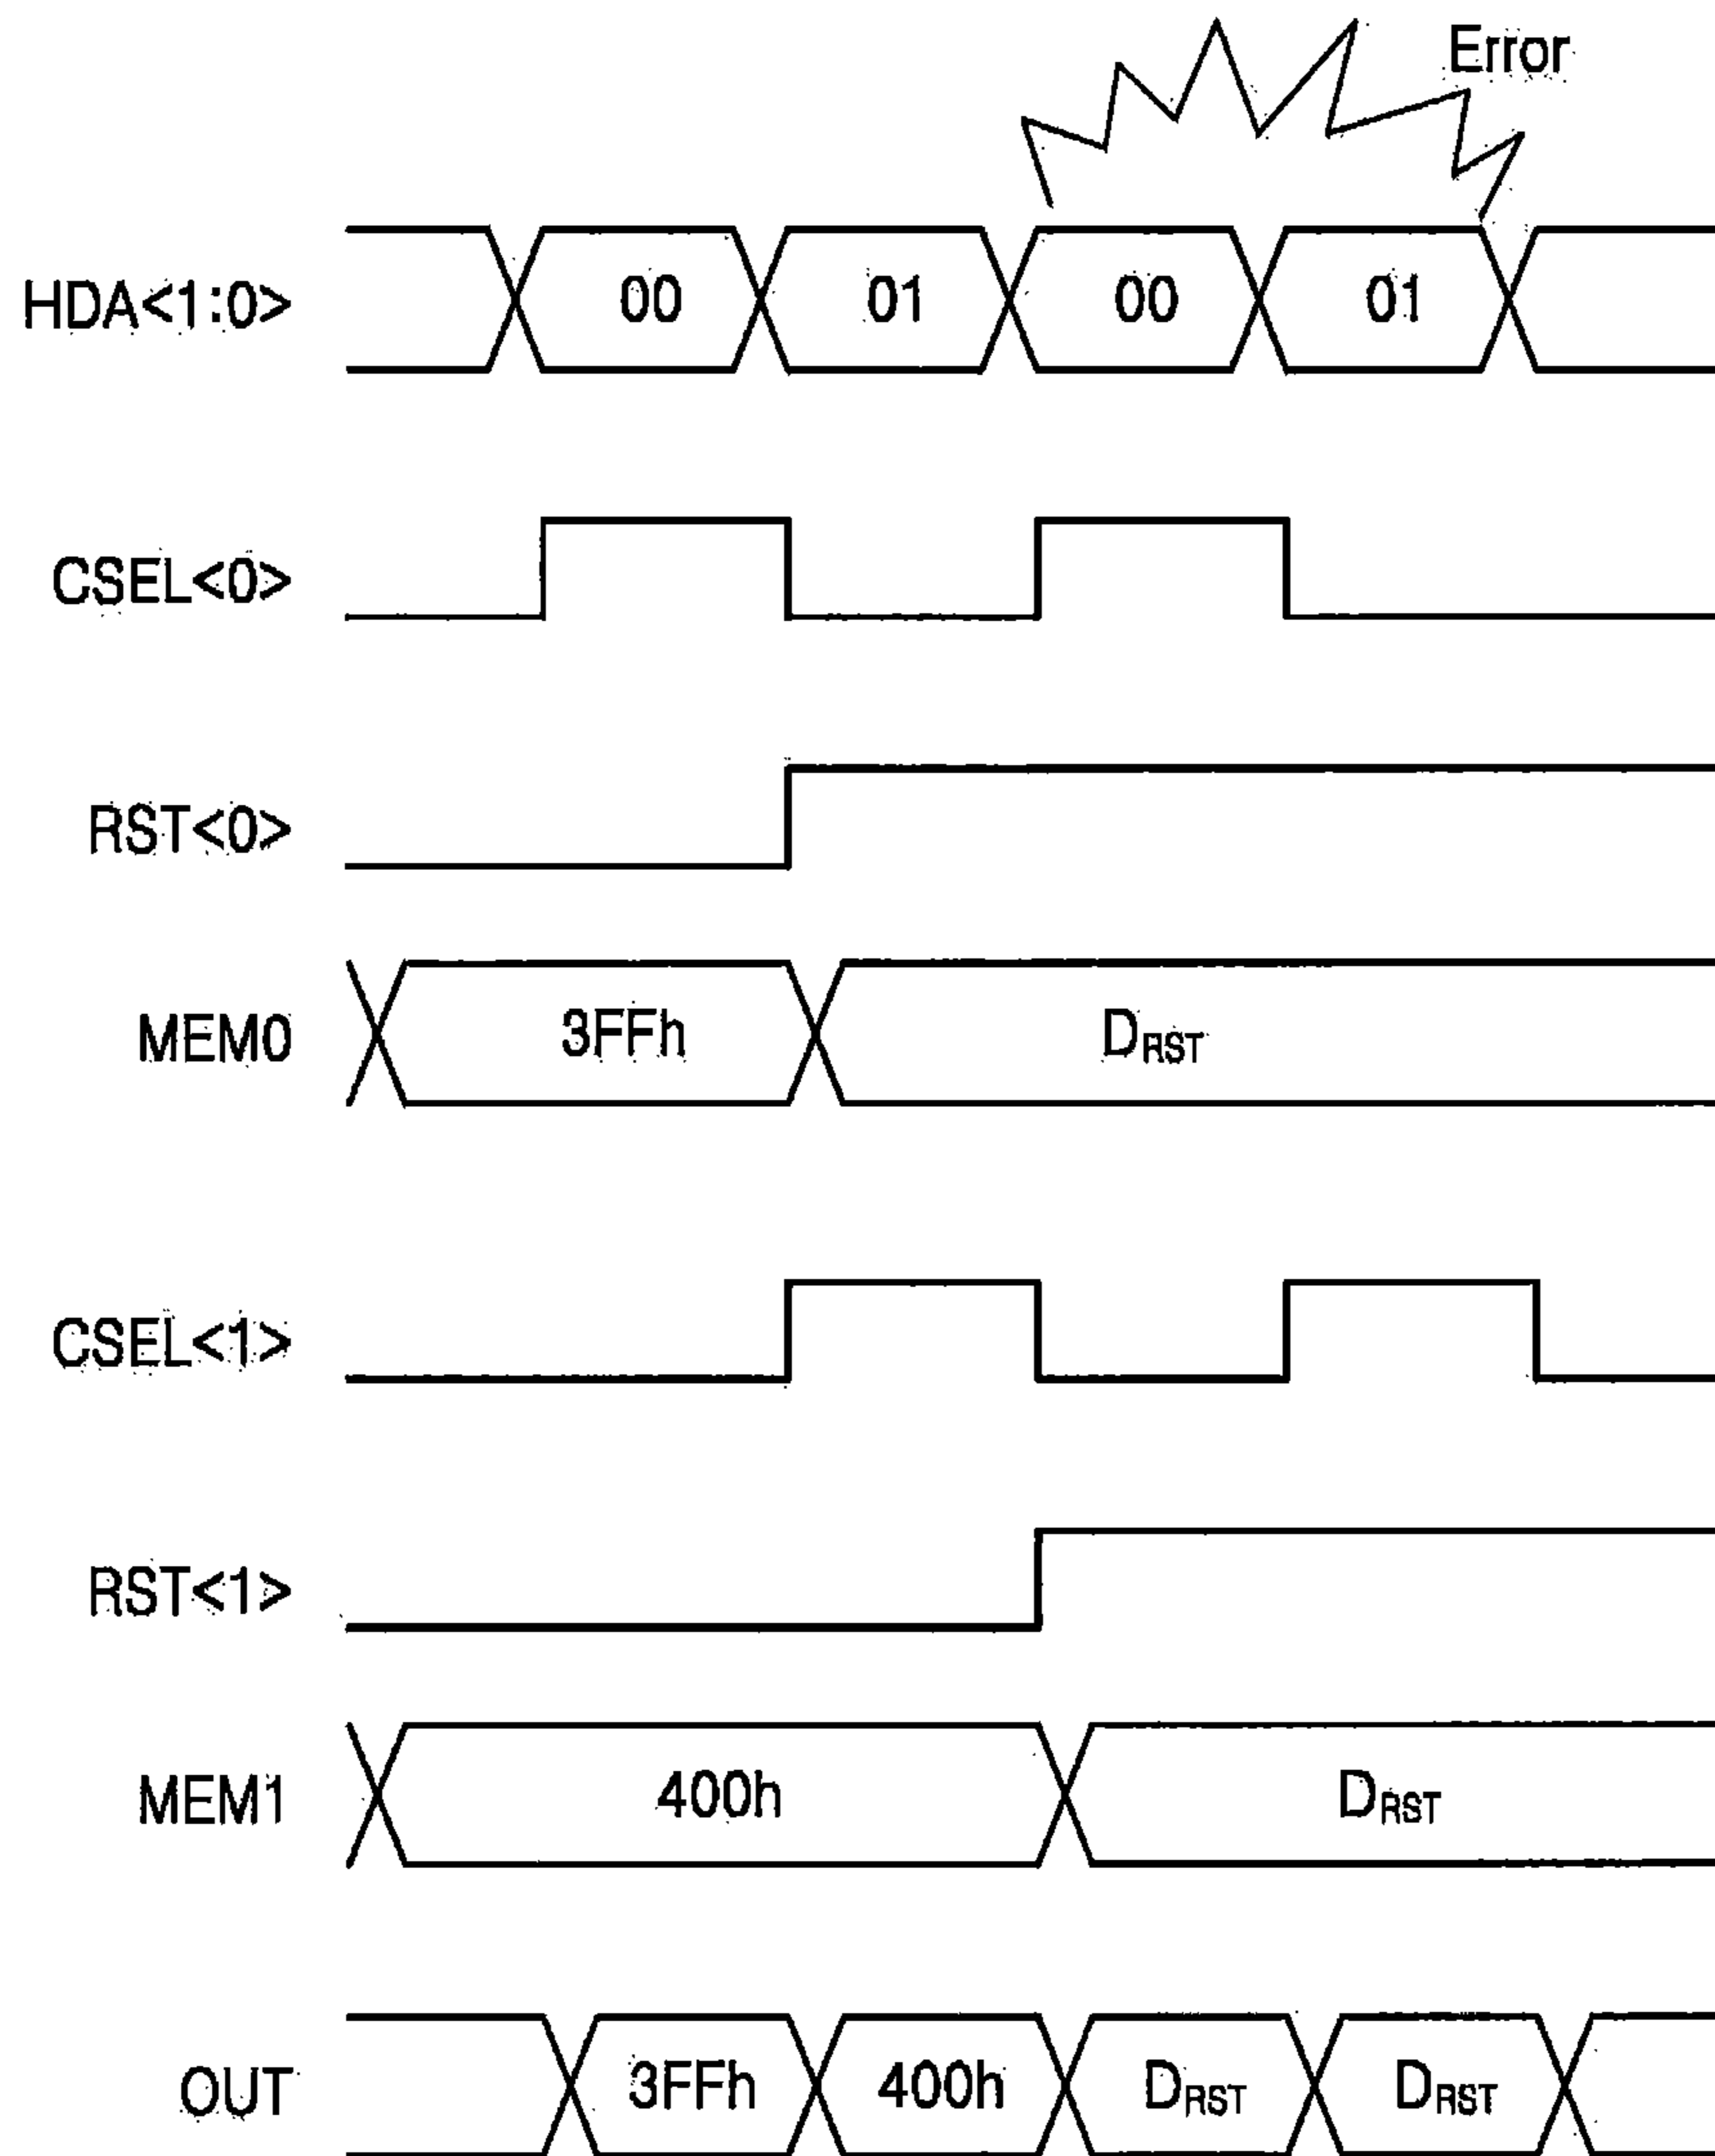 Error
HDA<1:0> 00 01 00 01
CSEL<0>
RST<0>
MEM0 3FFh DRST
CSEL<1>
RST<1>
MEM1 400h DRST
OUT 3FFh 400h DRST DRST